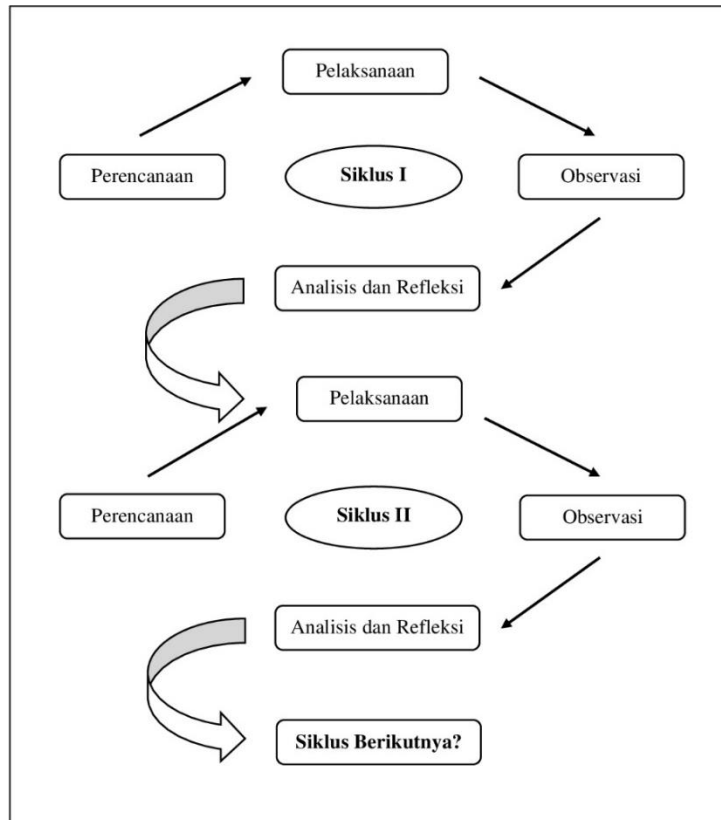 Pelaksanaan
Perencanaan
Siklus I
Observasi
Analisis dan Refleksi
Pelaksanaan
Perencanaan
Siklus II
Observasi
Analisis dan Refleksi
Siklus Berikutnya?